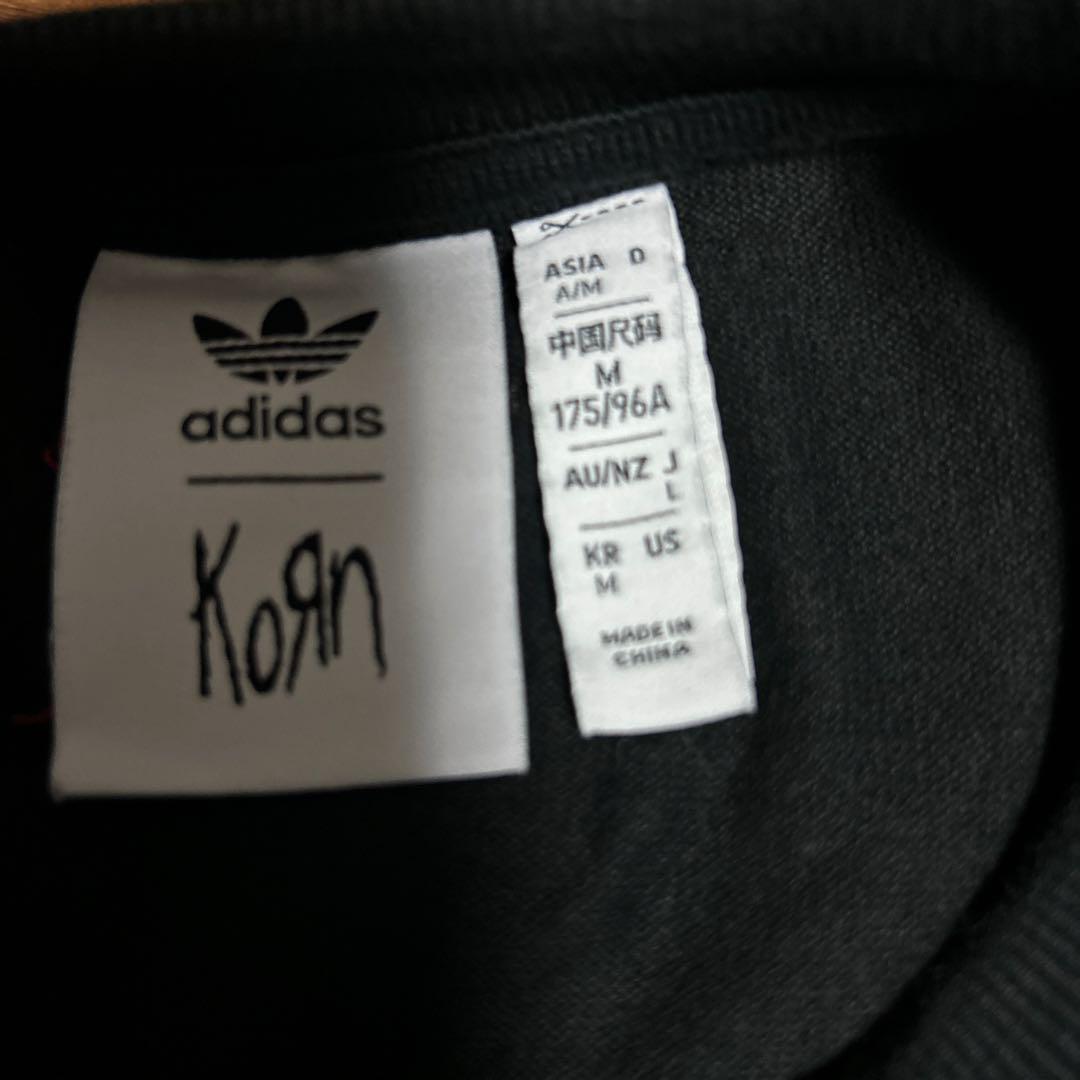 adidas
KoЯn
ASIA D
A/M
中国尺码
M
175/96A
AU/NZ J
L
KR US
M
MADE IN
CHINA